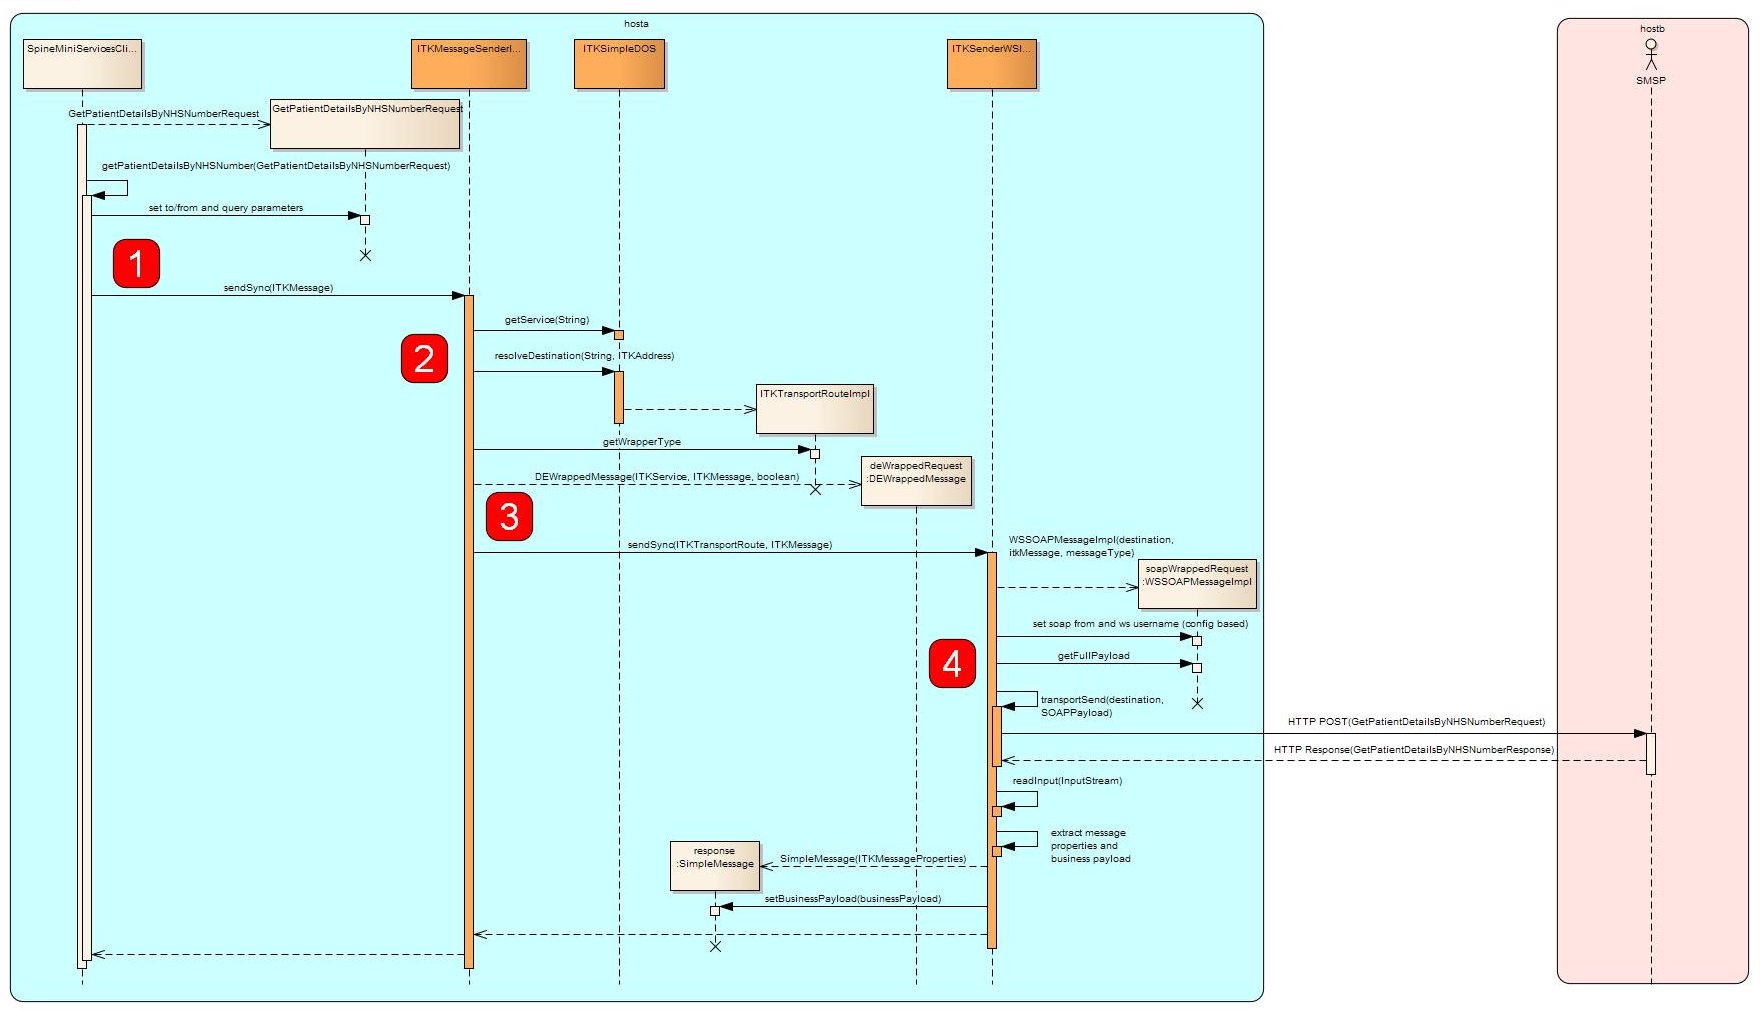 hosta
hostb
SpineMiniServicesCli...
ITKMessageSenderI...
ITKSimpleDOS
ITKSenderWSI...
SMSP
GetPatientDetailsByNHSNumberRequest
GetPatientDetailsByNHSNumberRequest
getPatientDetailsByNHSNumber(GetPatientDetailsByNHSNumberRequest)
set to/from and query parameters
1
sendSync(ITKMessage)
getService(String)
2
resolveDestination(String, ITKAddress)
ITKTransportRouteImpl
getWrapperType
deWrappedRequest
:DEWrappedMessage
DEWrappedMessage(ITKService, ITKMessage, boolean)
3
sendSync(ITKTransportRoute, ITKMessage)
WSSOAPMessageImpl(destination,
itkMessage, messageType)
soapWrappedRequest
:WSSOAPMessageImpl
set soap from and ws username (config based)
4
getFullPayload
transportSend(destination,
SOAPPayload)
HTTP POST(GetPatientDetailsByNHSNumberRequest)
HTTP Response(GetPatientDetailsByNHSNumberResponse)
readInput(InputStream)
extract message
properties and
business payload
response
:SimpleMessage
SimpleMessage(ITKMessageProperties)
setBusinessPayload(businessPayload)